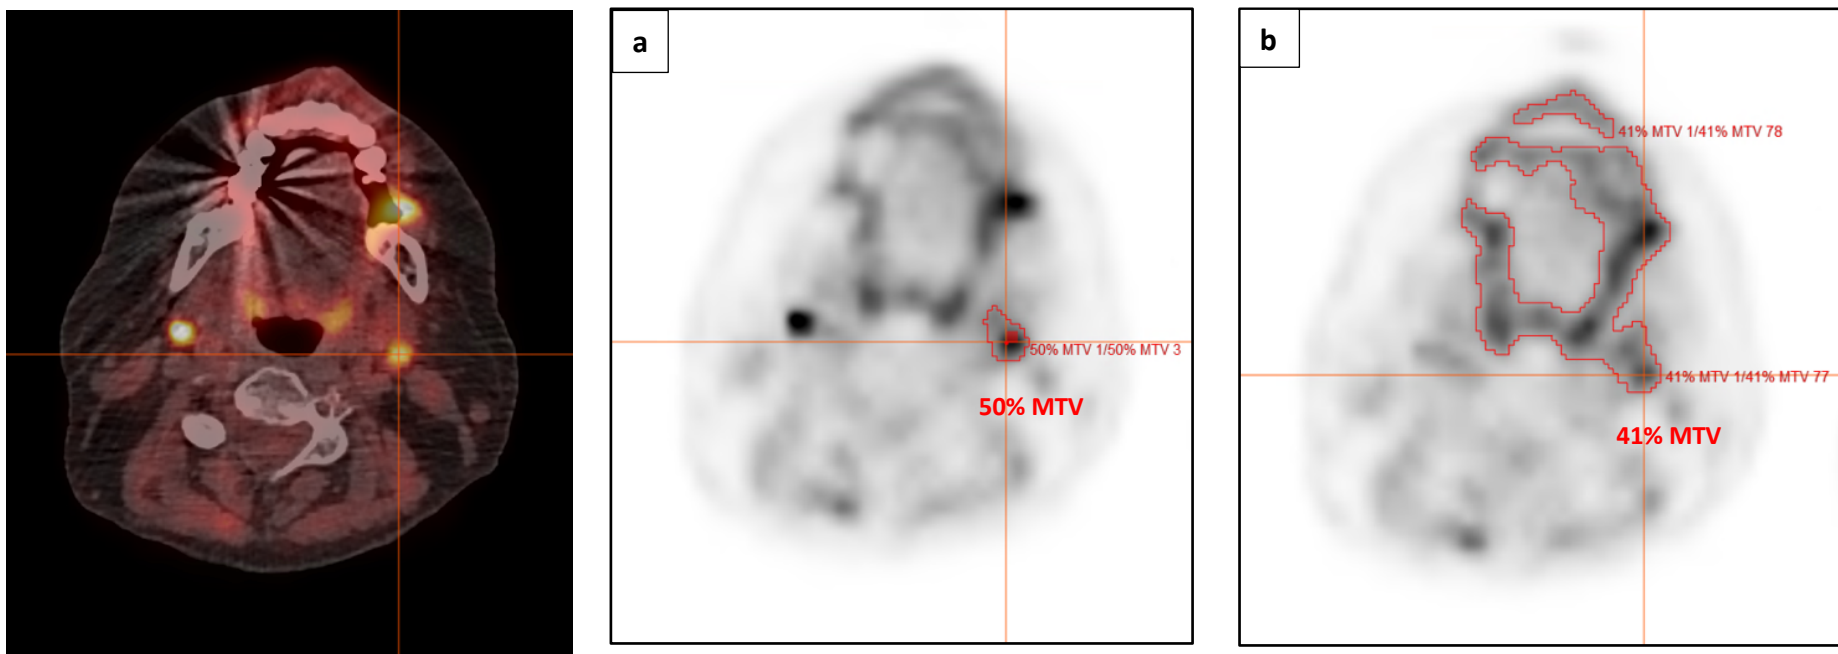 a
50% MTV 1/50% MTV 3
50% MTV
b
41% MTV 1/41% MTV 78
41% MTV 1/41% MTV 77
41% MTV